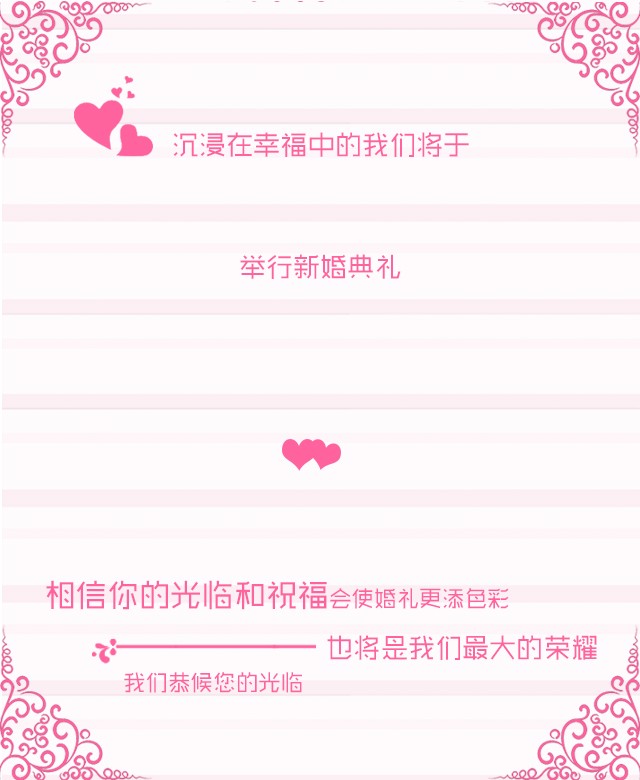 沉浸在幸福中的我们将于
举行新婚典礼
相信你的光临和祝福会使婚礼更添色彩
也将是我们最大的荣耀
我们恭候您的光临